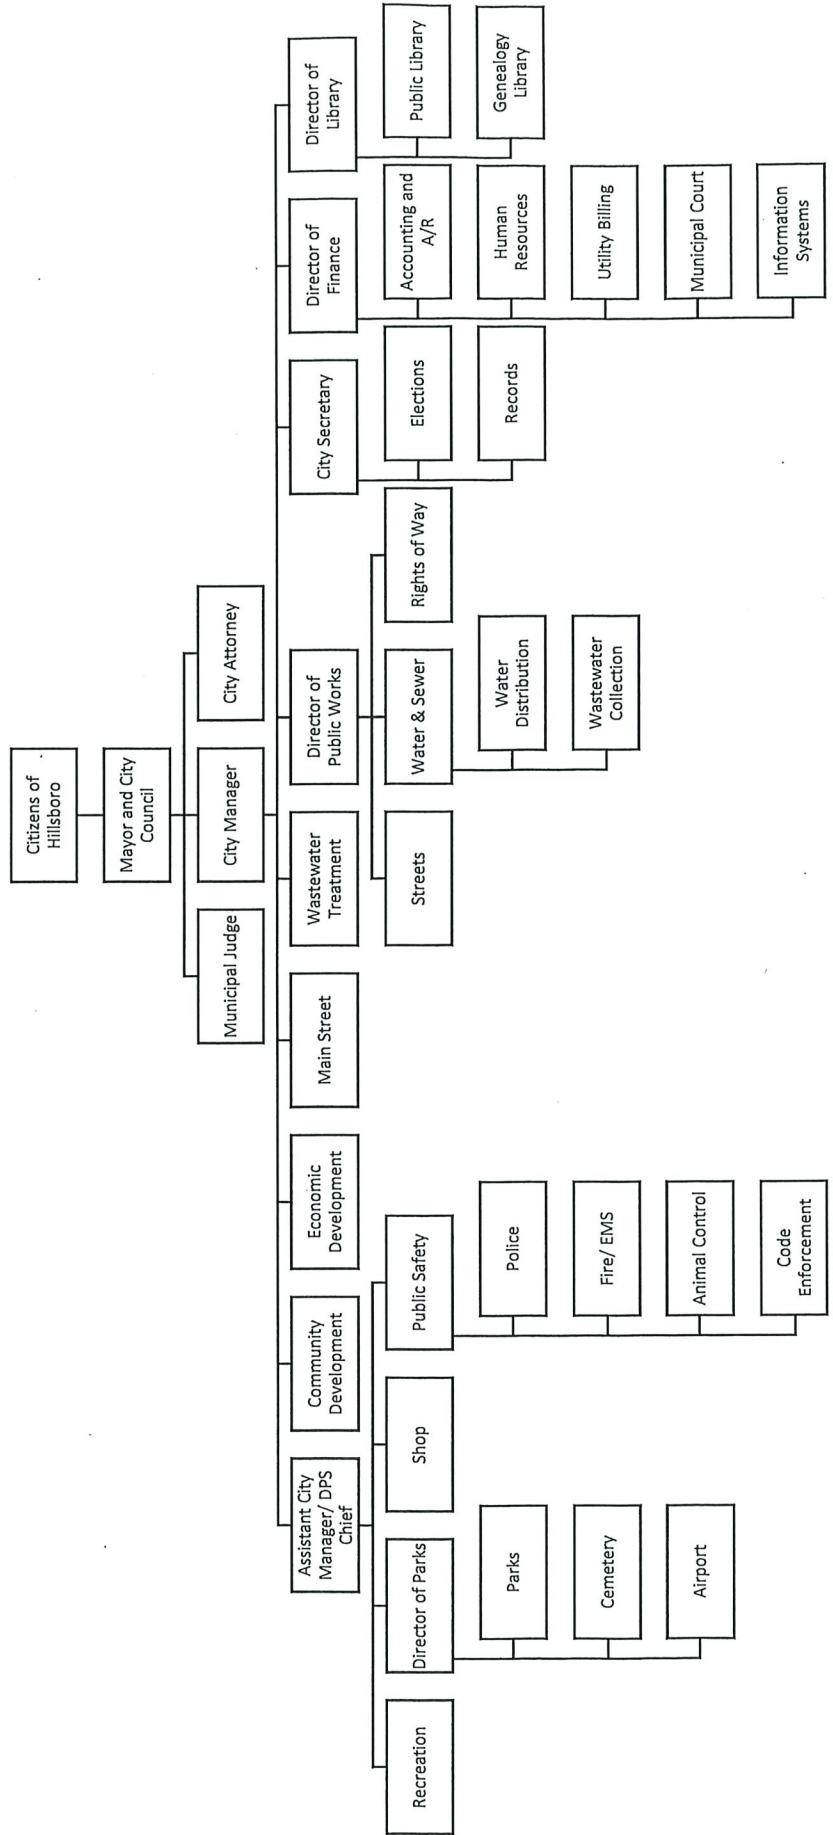 Citizens of
Hillsboro
Mayor and City
Council
Municipal Judge
City Manager
City Attorney
Assistant City
Manager/ DPS
Chief
Community
Development
Economic
Development
Main Street
Wastewater
Treatment
Director of
Public Works
City Secretary
Director of
Finance
Director of
Library
Recreation
Director of Parks
Parks
Cemetery
Airport
Shop
Public Safety
Police
Fire/ EMS
Animal Control
Code
Enforcement
Streets
Water & Sewer
Water
Distribution
Wastewater
Collection
Rights of Way
Elections
Records
Accounting and
A/R
Human
Resources
Utility Billing
Municipal Court
Information
Systems
Public Library
Genealogy
Library